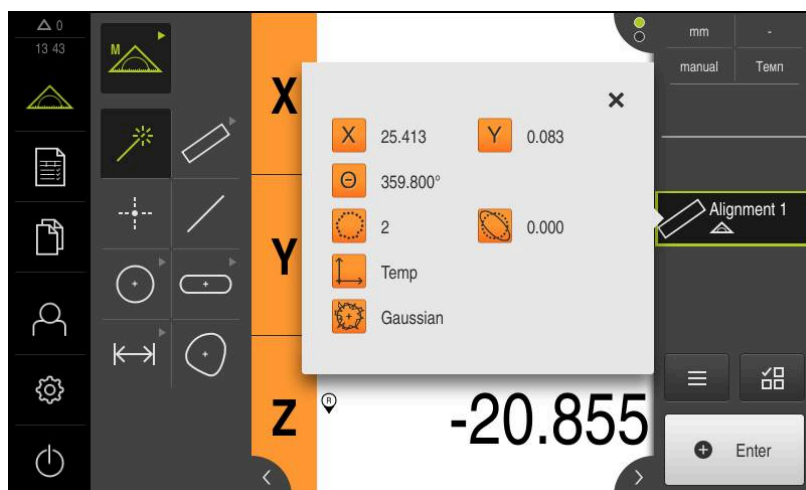 0
13 43
M
X
Y
Z
R
-20.855
X 25.413 Y 0.083
Θ 359.800°
2 0.000
Temp
Gaussian
mm -
manual Темп
Alignment 1
Enter